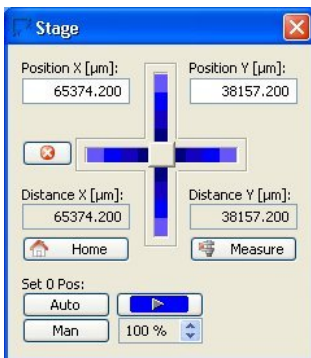 Stage
Position X [µm]: Position Y [µm]:
65374.200 38157.200
Distance X [µm]: Distance Y [µm]:
65374.200 38157.200
Home Measure
Set 0 Pos:
Auto
Man 100 %